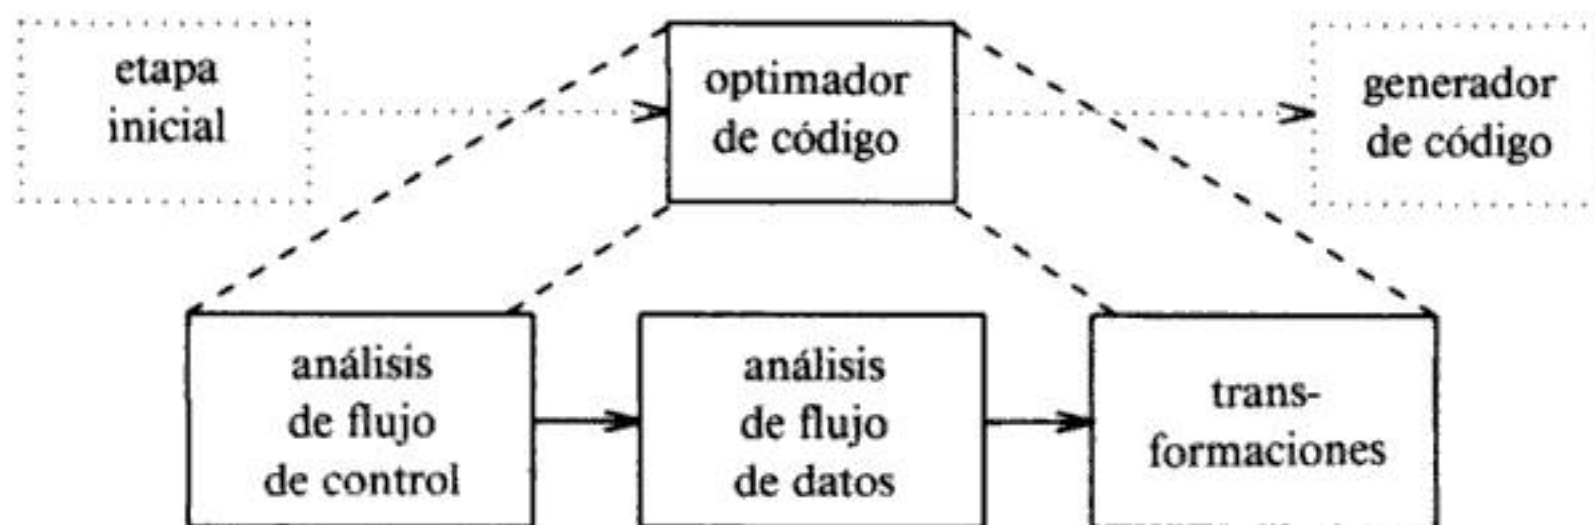 etapa
inicial
optimador
de código
generador
de código
análisis
de flujo
de control
análisis
de flujo
de datos
trans-
formaciones